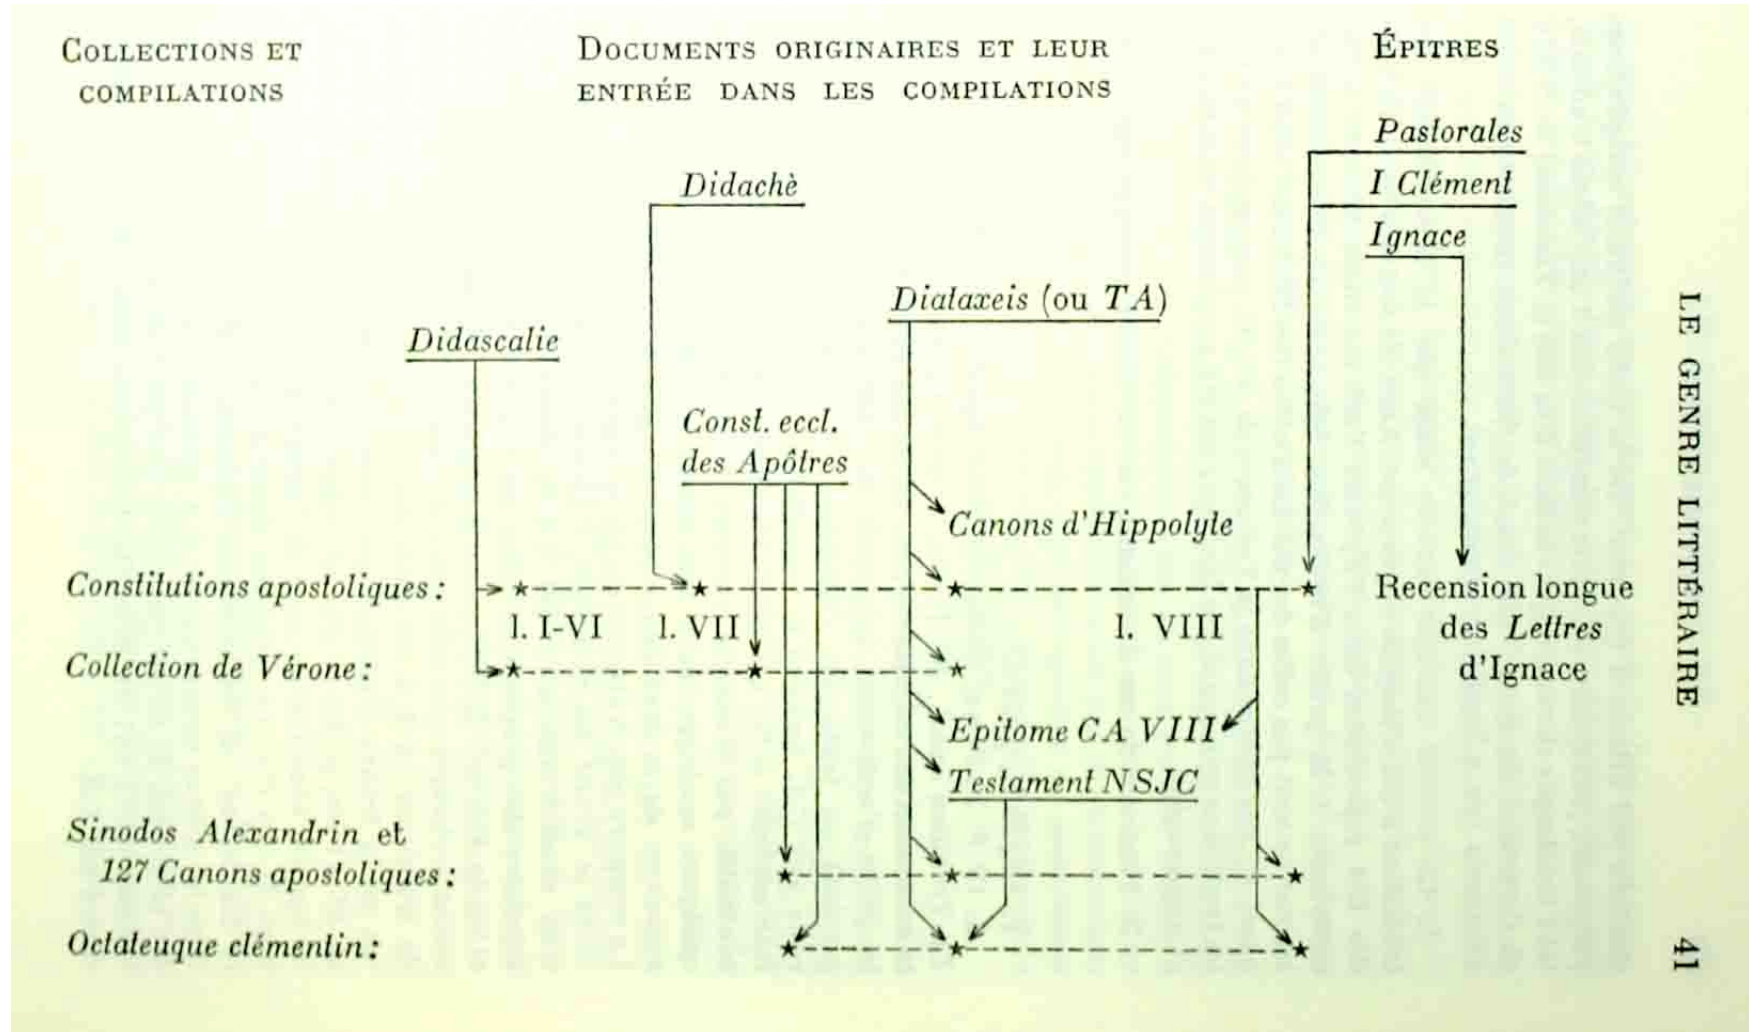 COLLECTIONS ET
COMPILATIONS
DOCUMENTS ORIGINAIRES ET LEUR
ENTRÉE DANS LES COMPILATIONS
ÉPITRES
Pastorales
I Clément
Ignace
Didachè
Diataxeis (ou TA)
Didascalie
Const. eccl.
des Apôtres
Canons d'Hippolyte
Constitutions apostoliques :
l. I-VI
l. VII
l. VIII
Recension longue
des Lettres
d'Ignace
Collection de Vérone :
Epitome CA VIII
Testament NSJC
Sinodos Alexandrin et
127 Canons apostoliques :
Octateuque clémentin :
LE GENRE LITTÉRAIRE
41